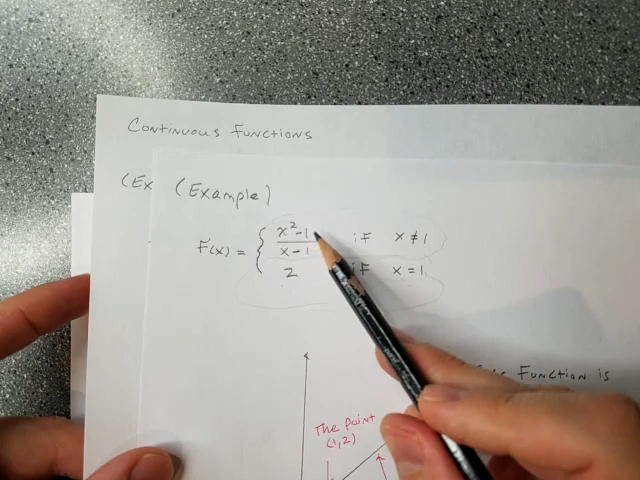 Continuous Functions
(Ex (Example)
F(x) = { x²-1 / x-1 if x ≠ 1
2 if x = 1
Function is
The Point
(1,2)